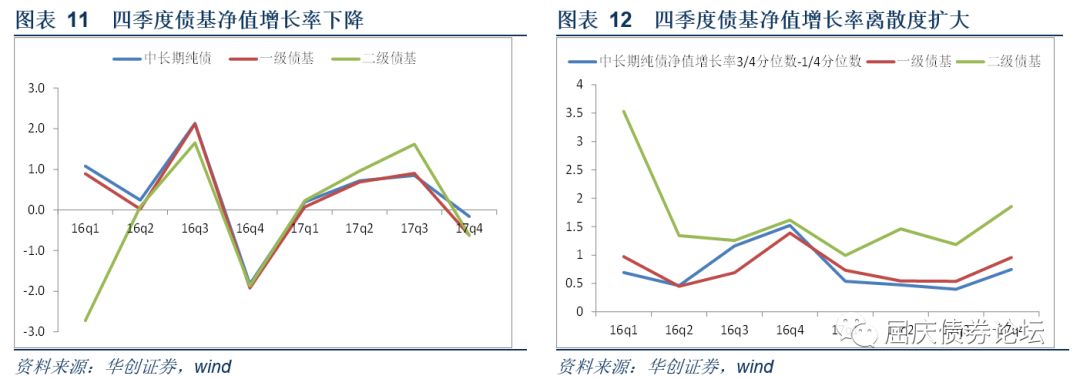 图表 11 四季度债基净值增长率下降
中长期纯债 一级债基 二级债基
3.0
2.0
1.0
0.0
-1.0
-2.0
-3.0
16q1 16q2 16q3 16q4 17q1 17q2 17q3 17q4
资料来源：华创证券，wind
图表 12 四季度债基净值增长率离散度扩大
中长期纯债净值增长率3/4分位数-1/4分位数 一级债基 二级债基
4
3.5
3
2.5
2
1.5
1
0.5
0
16q1 16q2 16q3 16q4 17q4
屈庆债券论坛
资料来源：华创证券，wind